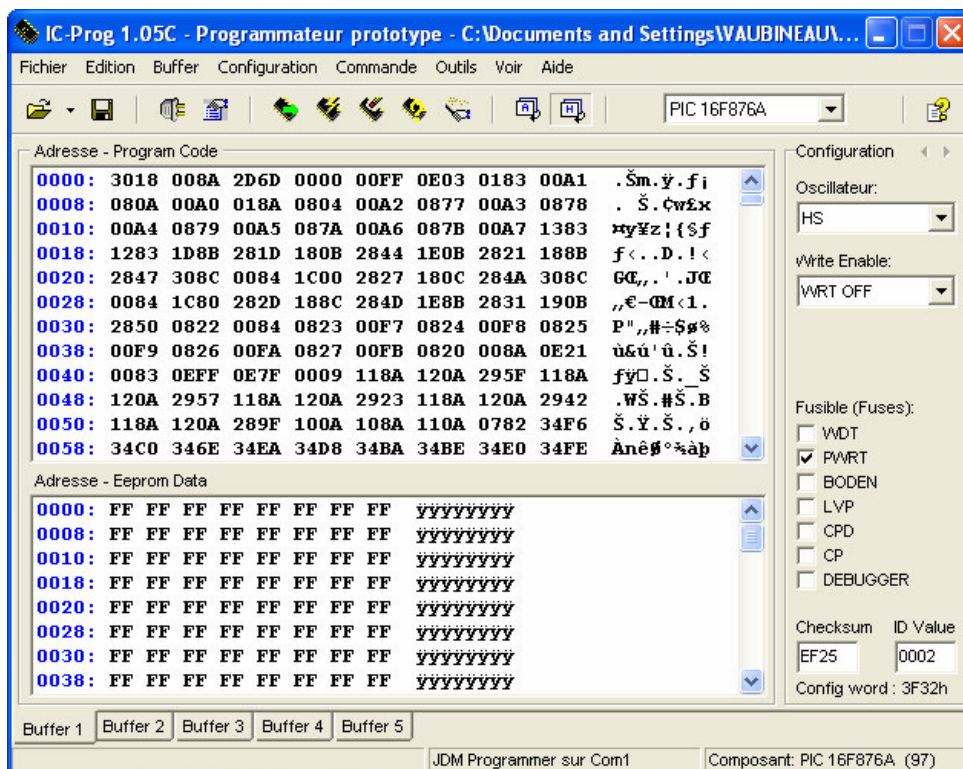 IC-Prog 1.05C - Programmateur prototype - C:\Documents and Settings\VAUBINEAU\...
Fichier Edition Buffer Configuration Commande Outils Voir Aide
PIC 16F876A
Adresse - Program Code
0000: 3018 008A 2D6D 0000 00FF 0E03 0183 00A1 .Šm.ÿ.ƒ¡
0008: 080A 00A0 018A 0804 00A2 0877 00A3 0878 . Š.¢w£x
0010: 00A4 0879 00A5 087A 00A6 087B 00A7 1383 ¤y¥z¦{§ƒ
0018: 1283 1D8B 281D 180B 2844 1E0B 2821 188B ƒ‹..D.!‹
0020: 2847 308C 0084 1C00 2827 180C 284A 308C GŒ„.'.JŒ
0028: 0084 1C80 282D 188C 284D 1E8B 2831 190B „€-ŒM‹1.
0030: 2850 0822 0084 0823 00F7 0824 00F8 0825 P"„#÷$ø%
0038: 00F9 0826 00FA 0827 00FB 0820 008A 0E21 ù&ú'û.Š!
0040: 0083 0EFF 0E7F 0009 118A 120A 295F 118A ƒÿ□.Š._Š
0048: 120A 2957 118A 120A 2923 118A 120A 2942 .WŠ.#Š.B
0050: 118A 120A 289F 100A 108A 110A 0782 34F6 Š.Ÿ.Š.‚ö
0058: 34C0 346E 34EA 34D8 34BA 34BE 34E0 34FE ÀnêØº¾àþ
Adresse - Eeprom Data
0000: FF FF FF FF FF FF FF FF ÿÿÿÿÿÿÿÿ
0008: FF FF FF FF FF FF FF FF ÿÿÿÿÿÿÿÿ
0010: FF FF FF FF FF FF FF FF ÿÿÿÿÿÿÿÿ
0018: FF FF FF FF FF FF FF FF ÿÿÿÿÿÿÿÿ
0020: FF FF FF FF FF FF FF FF ÿÿÿÿÿÿÿÿ
0028: FF FF FF FF FF FF FF FF ÿÿÿÿÿÿÿÿ
0030: FF FF FF FF FF FF FF FF ÿÿÿÿÿÿÿÿ
0038: FF FF FF FF FF FF FF FF ÿÿÿÿÿÿÿÿ
Configuration
Oscillateur:
HS
Write Enable:
WRT OFF
Fusible (Fuses):
WDT
PWRT
BODEN
LVP
CPD
CP
DEBUGGER
Checksum ID Value
EF25 0002
Config word : 3F32h
Buffer 1 Buffer 2 Buffer 3 Buffer 4 Buffer 5
JDM Programmer sur Com1 Composant: PIC 16F876A (97)